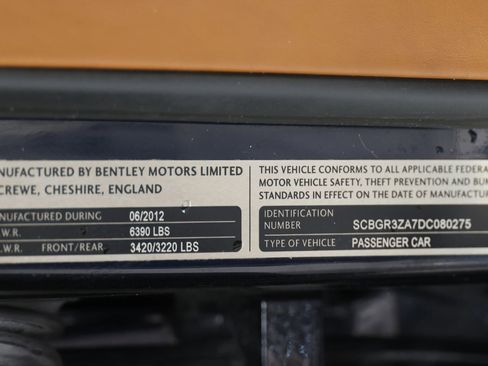 NUFACTURED BY BENTLEY MOTORS LIMITED
CREWE, CHESHIRE, ENGLAND
NUFACTURED DURING 06/2012
.W.R. 6390 LBS
.W.R. FRONT/REAR 3420/3220 LBS
THIS VEHICLE CONFORMS TO ALL APPLICABLE FEDERA
MOTOR VEHICLE SAFETY, THEFT PREVENTION AND BUM
STANDARDS IN EFFECT ON THE DATE OF MANUFACTUR
IDENTIFICATION
NUMBER SCBGR3ZA7DC080275
TYPE OF VEHICLE PASSENGER CAR